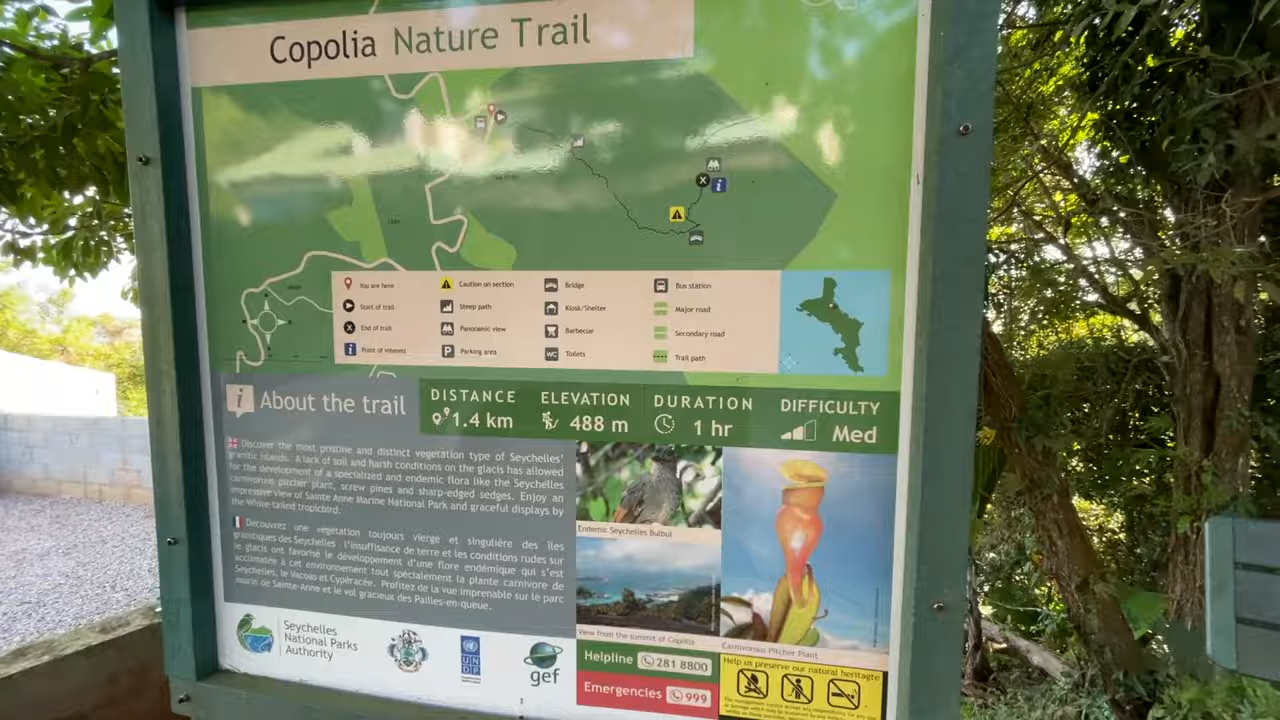 Copolia Nature Trail
You are here
Start of trail
End of trail
Point of interest
Caution on section
Steep path
Panoramic view
P Parking area
Bridge
Kiosk/Shelter
Barbecue
WC Toilets
Bus station
Major road
Secondary road
Trail path
i About the trail
DISTANCE
1.4 km
ELEVATION
488 m
DURATION
1 hr
DIFFICULTY
Med
Discover the most pristine and distinct vegetation type of Seychelles'
granitic islands. A lack of soil and harsh conditions on the glacis has allowed
for the development of a specialized and endemic flora like the Seychelles
carnivorous pitcher plant, screw pines and sharp-edged sedges. Enjoy an
impressive view of Sainte Anne Marine National Park and graceful displays by
the White-tailed tropicbird.
Decouvrez une vegetation toujours vierge et singulière des îles
granitiques des Seychelles : l'insuffisance de terre et les conditions rudes sur
le glacis ont favorisé le développement d'une flore endémique qui s'est
acclimatée à cet environnement tout spécialement la plante carnivore de
Seychelles, le Vacoas et Cypéracée. Profitez de la vue imprenable sur le parc
marin de Sainte-Anne et le vol gracieux des Pailles-en-queue.
Endemic Seychelles Bulbul
View from the summit of Copolia
Carnivorous Pitcher Plant
Seychelles
National Parks
Authority
UN
DP
gef
Helpline 281 8800
Emergencies 999
Help us preserve our natural heritagte